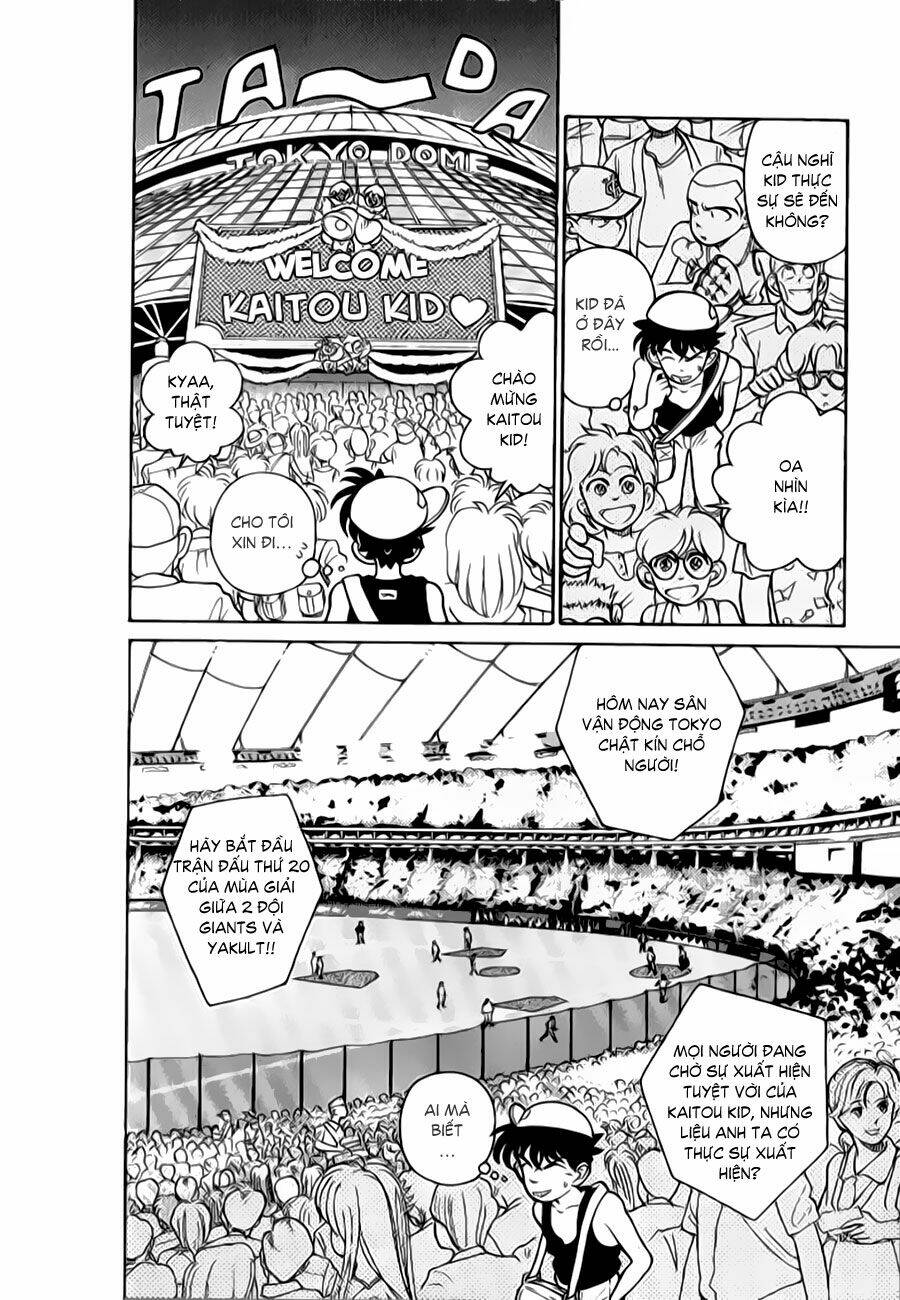 TA~DA
TOKYO DOME
WELCOME
KAITOU KID
KYAA,
THẬT
TUYỆT!
CHÀO
MỪNG
KAITOU
KID!
CHO TÔI
XIN ĐI...
CẬU NGHĨ
KID THỰC
SỰ SẼ ĐẾN
KHÔNG?
KID ĐÃ
Ở ĐÂY
RỒI...
OA
NHÌN
KÌA!!
HÔM NAY SÂN
VẬN ĐỘNG TOKYO
CHẬT KÍN CHỖ
NGƯỜI!
HÃY BẮT ĐẦU
TRẬN ĐẤU THỨ 20
CỦA MÙA GIẢI
GIỮA 2 ĐỘI
GIANTS VÀ
YAKULT!!
MỌI NGƯỜI ĐANG
CHỜ SỰ XUẤT HIỆN
TUYỆT VỜI CỦA
KAITOU KID, NHƯNG
LIỆU ANH TA CÓ
THỰC SỰ XUẤT
HIỆN?
AI MÀ
BIẾT
...